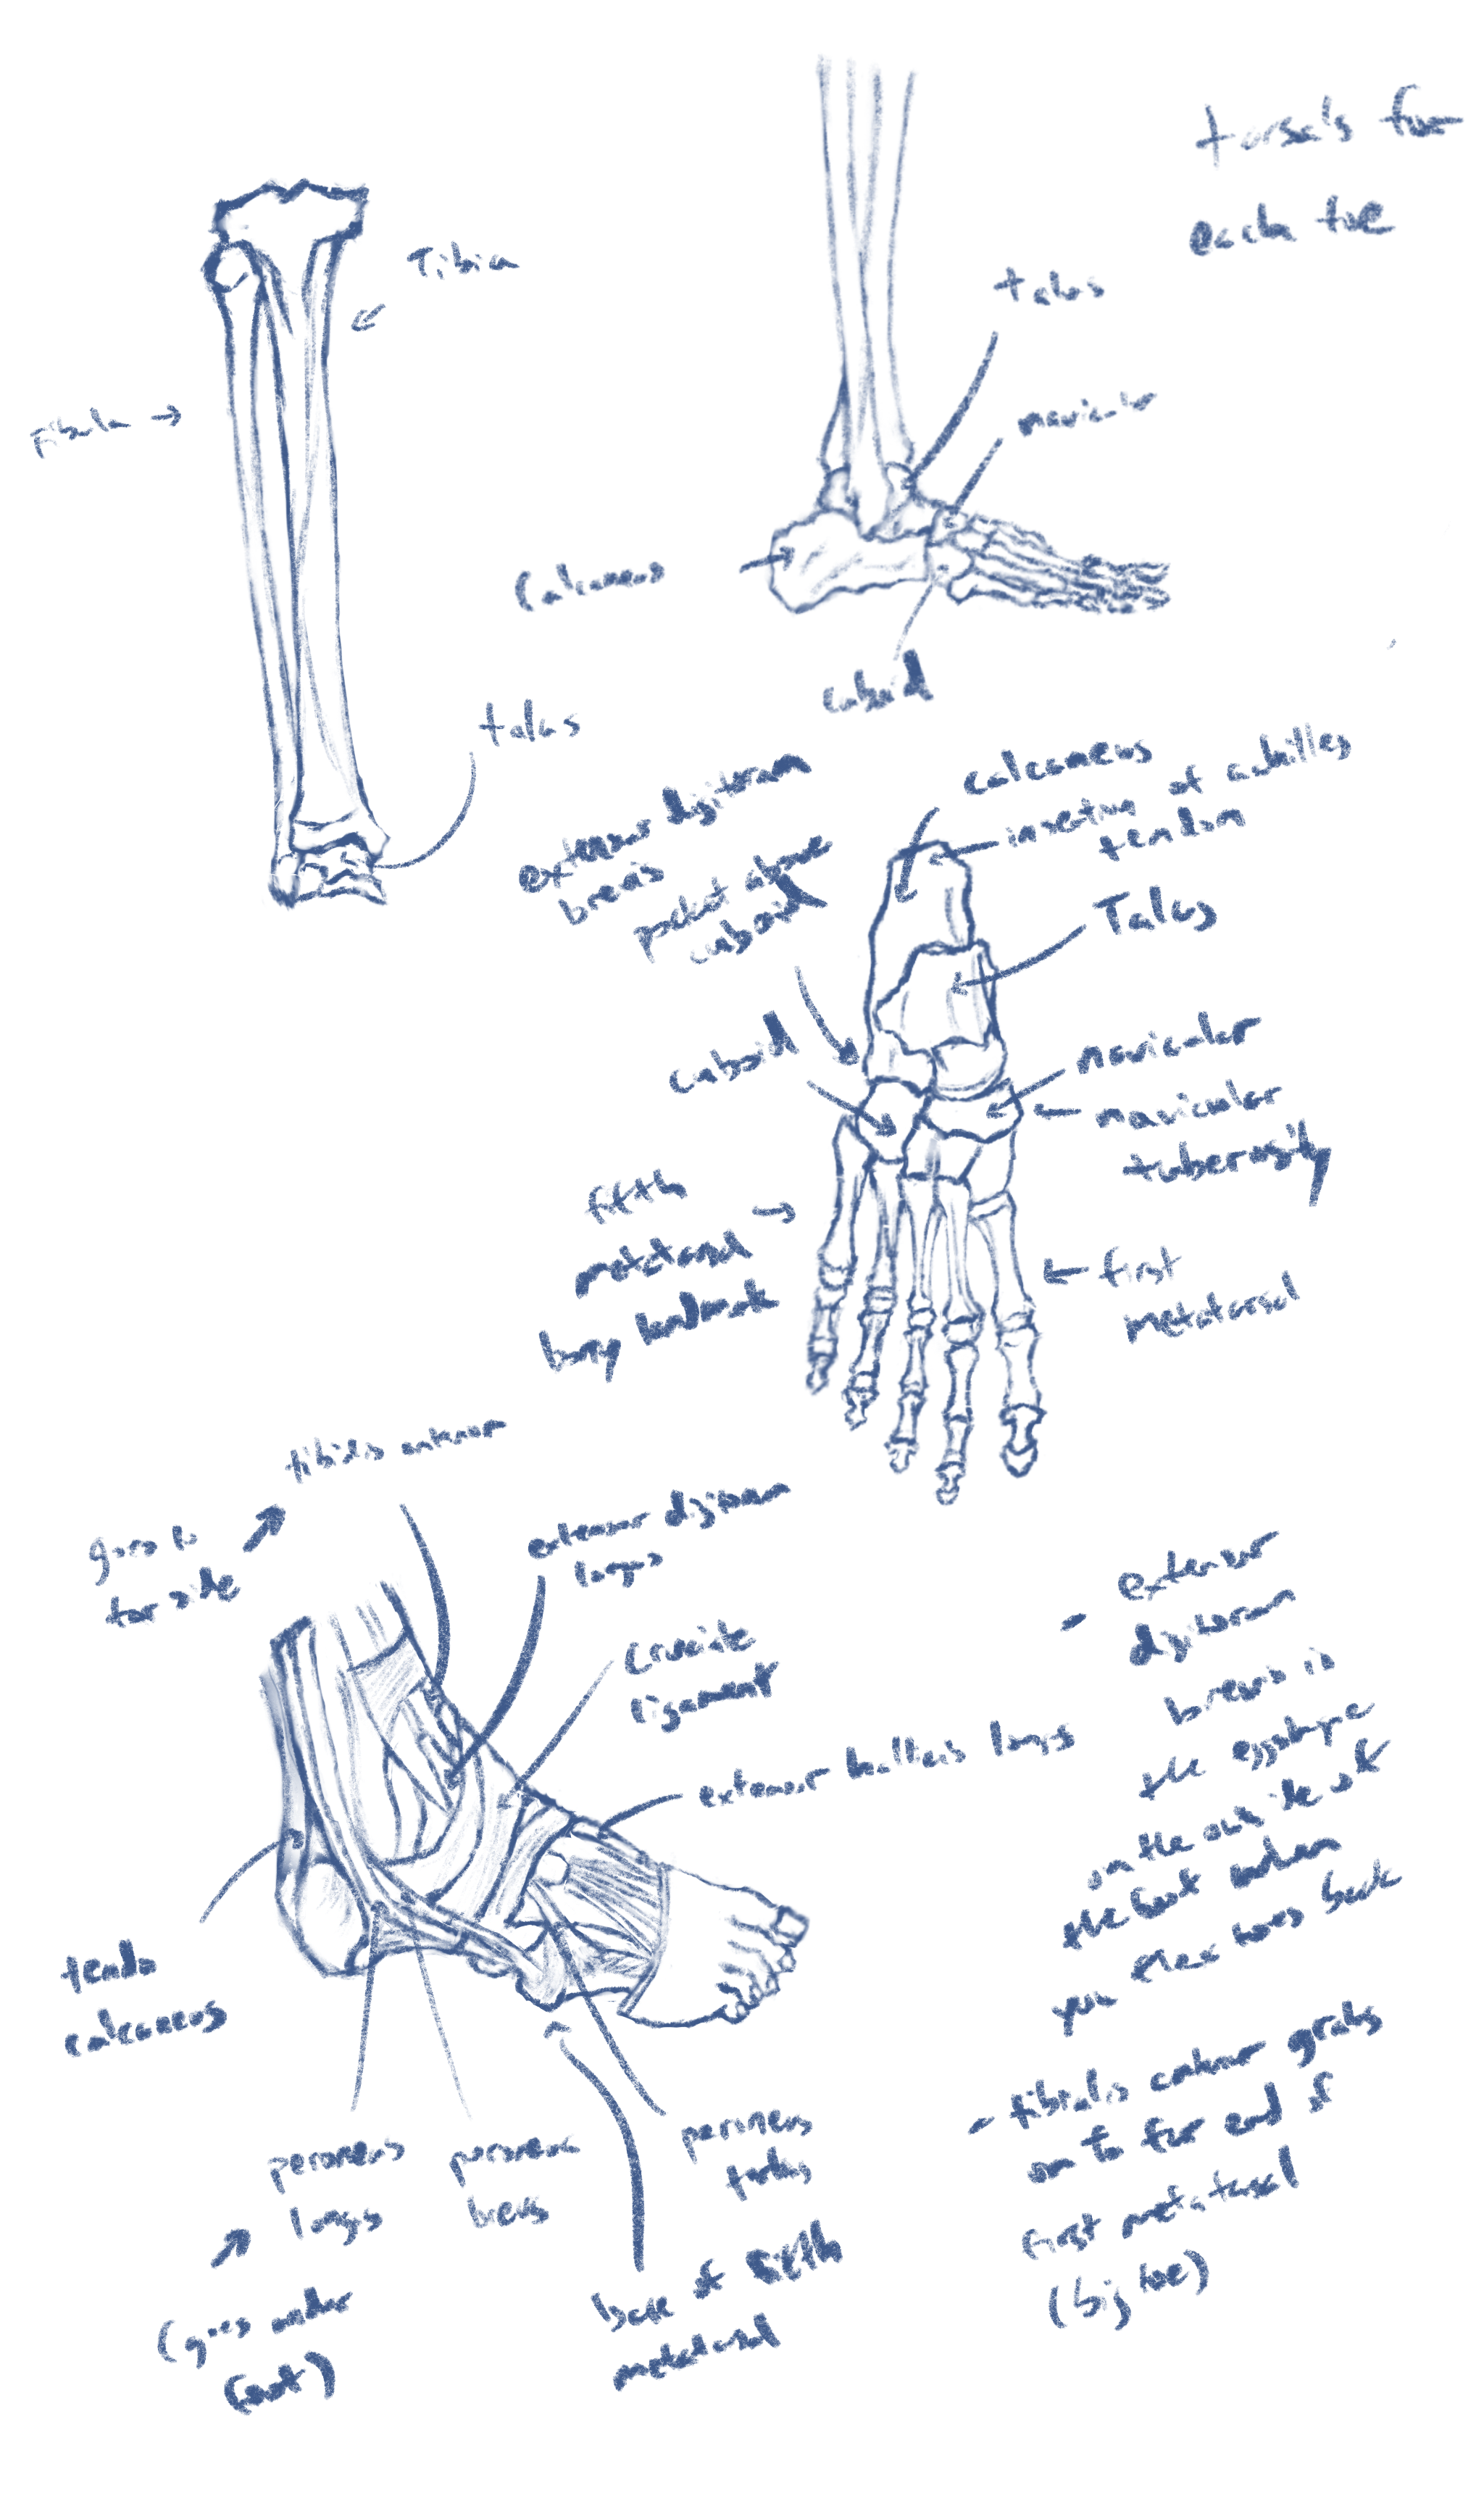 Tibia
Fibula
talus
tarsals for
each toe
talus
navicular
Calcaneus
cuboid
extensor digitorum
brevis
pocket above
cuboid
calcaneus
insertion of achilles
tendon
Talus
cuboid
navicular
navicular
tuberosity
fifth
metatarsal
bony landmark
first
metatarsal
tibialis anterior
goes to
far side
extensor digitorum
longus
cruciate
ligament
extensor hallucis longus
tendo
calcaneus
peroneus
longus
(goes under
foot)
peroneus
brevis
peroneus
tertius
base of fifth
metatarsal
- extensor
digitorum
brevis is
the eggshape
on the outside of
the foot when
you flex toes back
- tibialis anterior grabs
on to far end of
first metatarsal
(big toe)